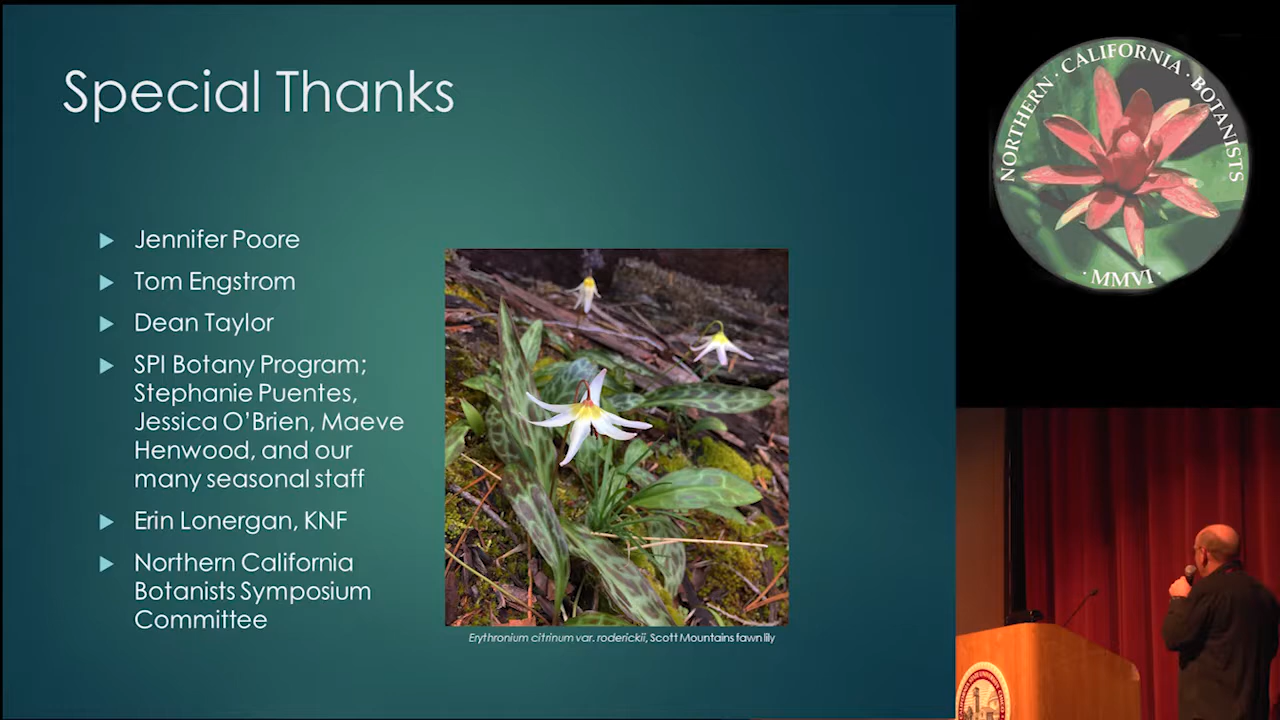 Special Thanks
Jennifer Poore
Tom Engstrom
Dean Taylor
SPI Botany Program;
Stephanie Puentes,
Jessica O'Brien, Maeve
Henwood, and our
many seasonal staff
Erin Lonergan, KNF
Northern California
Botanists Symposium
Committee
Erythronium citrinum var. roderickii, Scott Mountains fawn lily
NORTHERN · CALIFORNIA · BOTANISTS
· MMVI ·